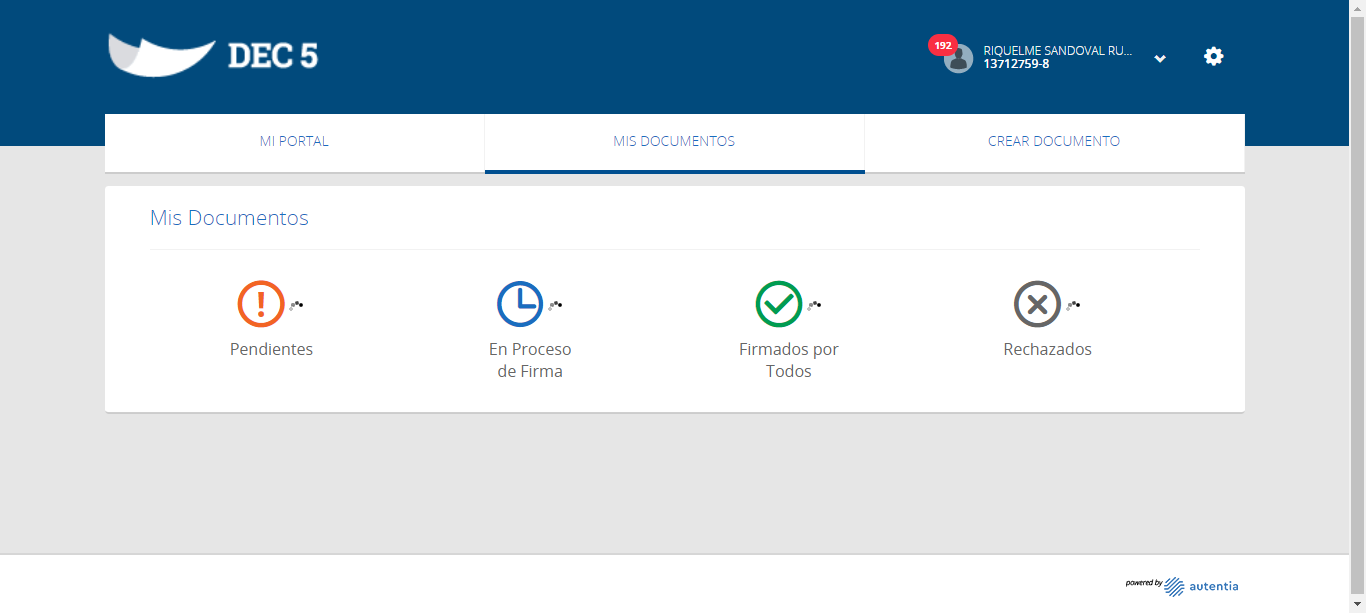 DEC 5
192
RIQUELME SANDOVAL RU...
13712759-8
MI PORTAL
MIS DOCUMENTOS
CREAR DOCUMENTO
Mis Documentos
Pendientes
En Proceso
de Firma
Firmados por
Todos
Rechazados
powered by
autentia